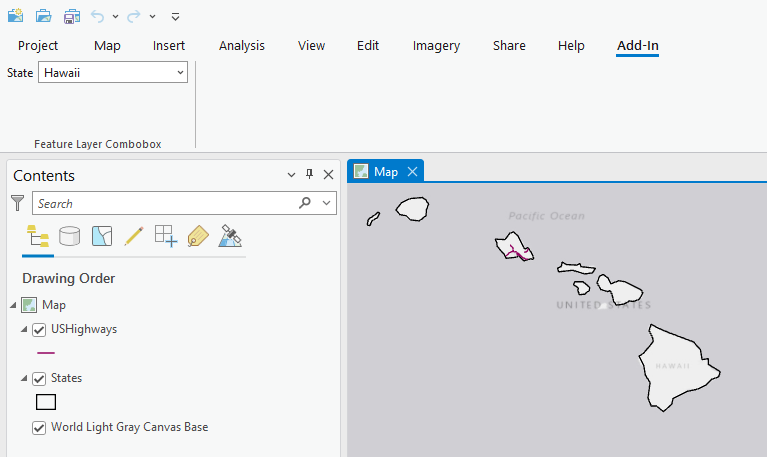 Project Map Insert Analysis View Edit Imagery Share Help Add-In
State Hawaii
Feature Layer Combobox
Contents
Search
Drawing Order
Map
USHighways
States
World Light Gray Canvas Base
Map
Pacific Ocean
UNITED STATES
HAWAII